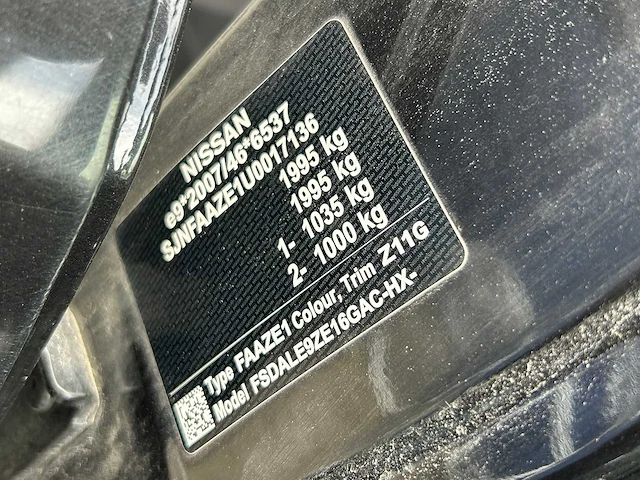 NISSAN
e9*2007/46*6537
SJNFAAZE1U0017136
1995 kg
1995 kg
1- 1035 kg
2- 1000 kg
Type FAAZE1 Colour, Trim Z11G
Model FSDALE9ZE16GAC-HX-